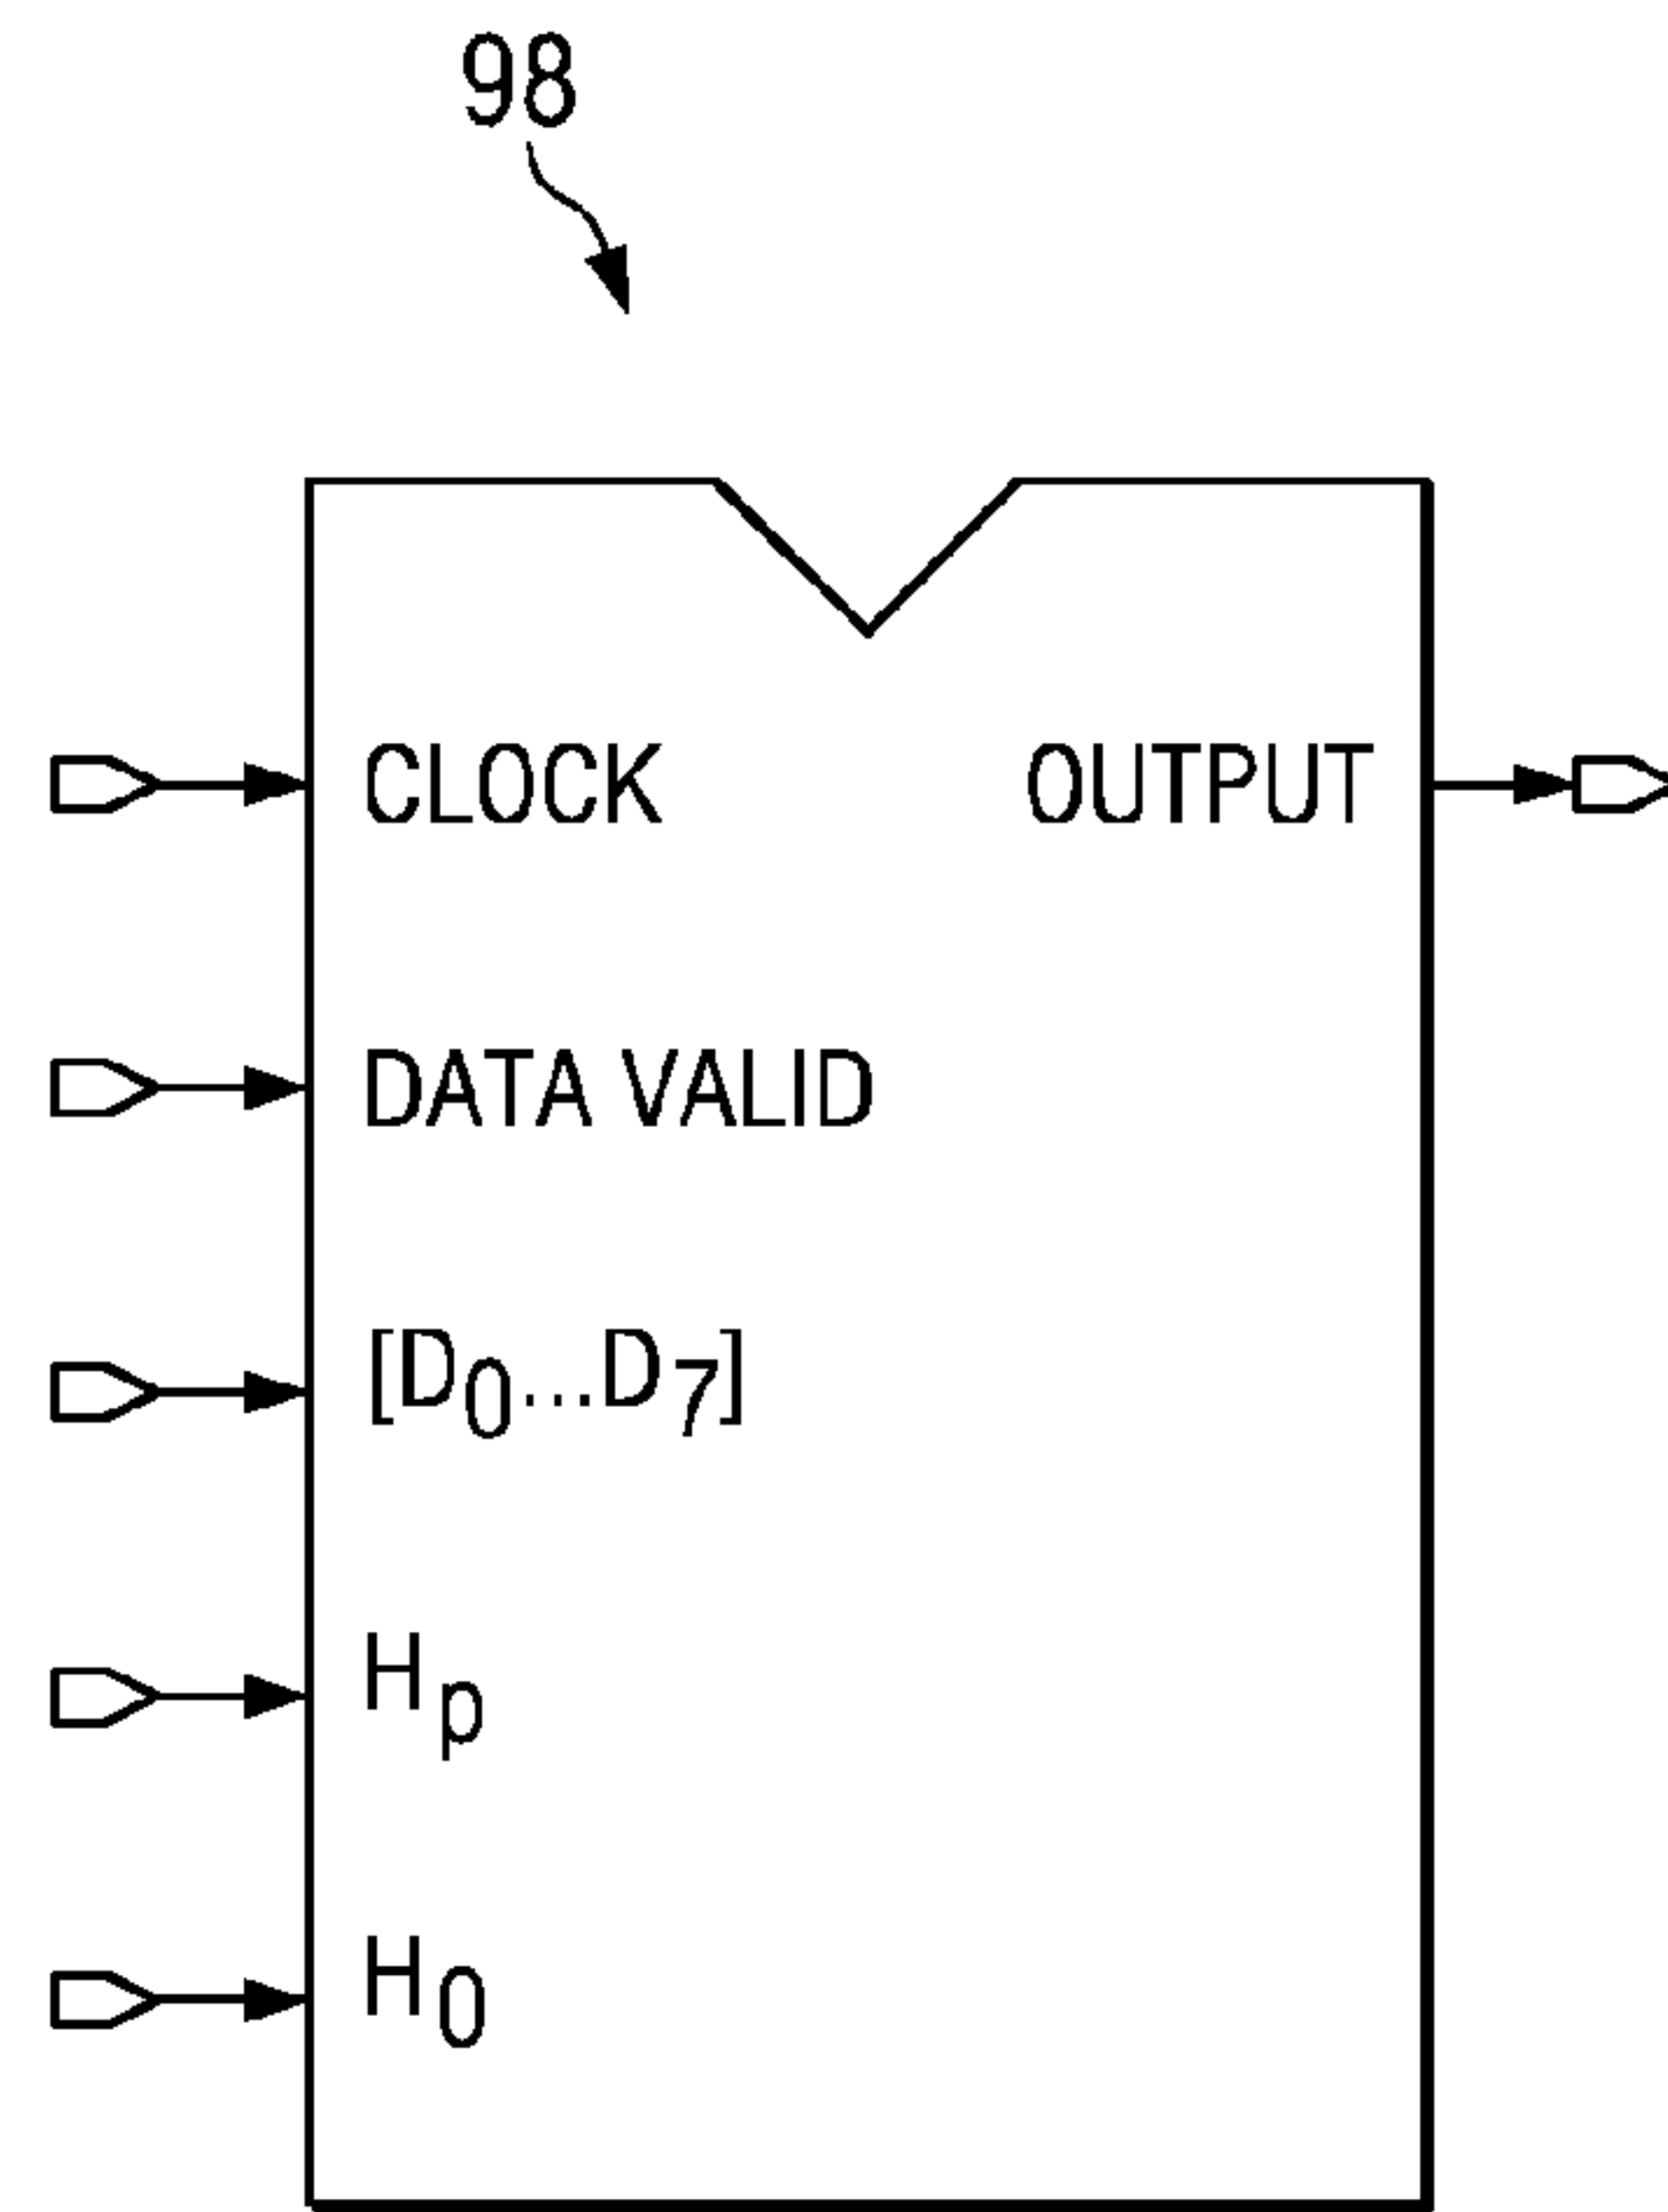 98
CLOCK OUTPUT
DATA VALID
[D0...D7]
Hp
H0